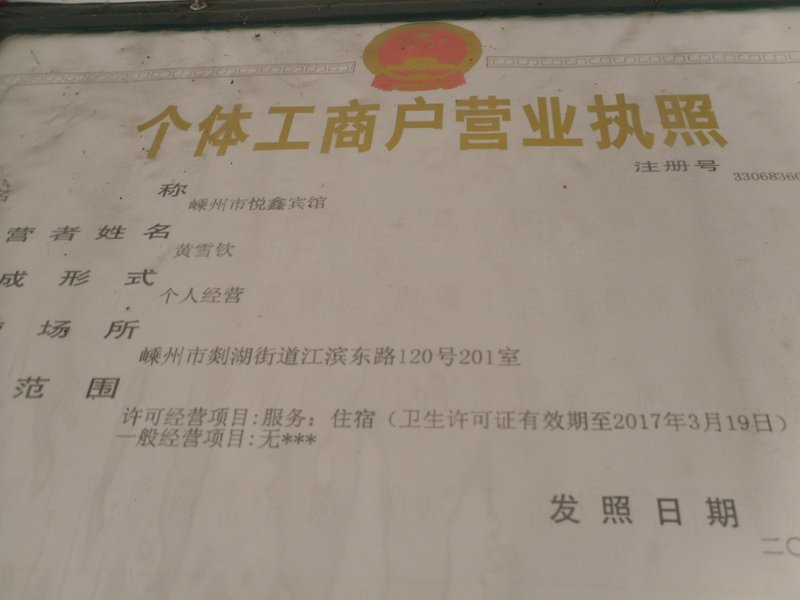 个体工商户营业执照
注册号 33068360
称 嵊州市悦鑫宾馆
营者姓名 黄雪钦
成形式 个人经营
场所 嵊州市剡湖街道江滨东路120号201室
范围
许可经营项目:服务：住宿（卫生许可证有效期至2017年3月19日）
一般经营项目:无***
发照日期
二〇